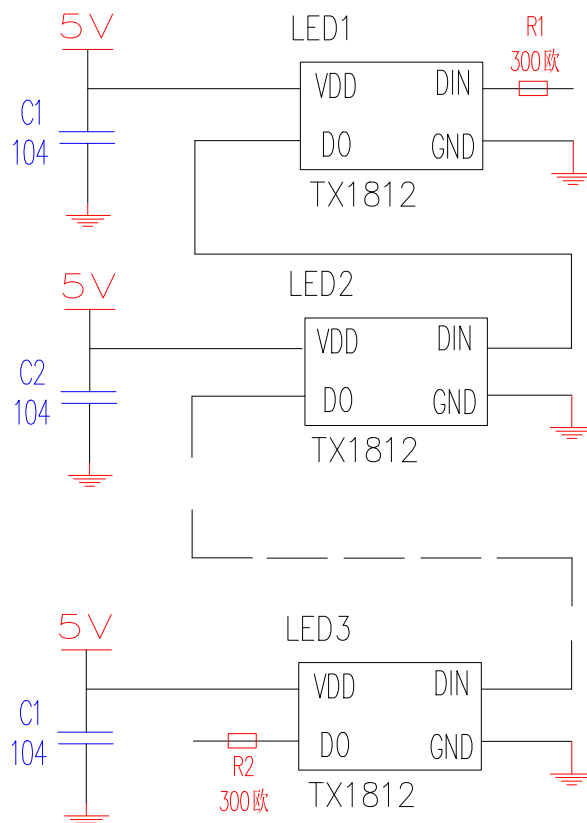 5V
LED1
R1
300欧
C1
104
VDD
DIN
DO
GND
TX1812
5V
LED2
C2
104
VDD
DIN
DO
GND
TX1812
5V
LED3
C1
104
VDD
DIN
DO
GND
R2
300欧
TX1812